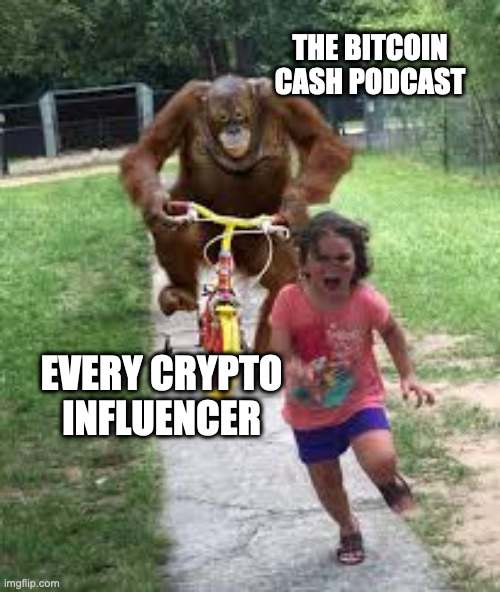 THE BITCOIN
CASH PODCAST
EVERY CRYPTO
INFLUENCER
imgflip.com